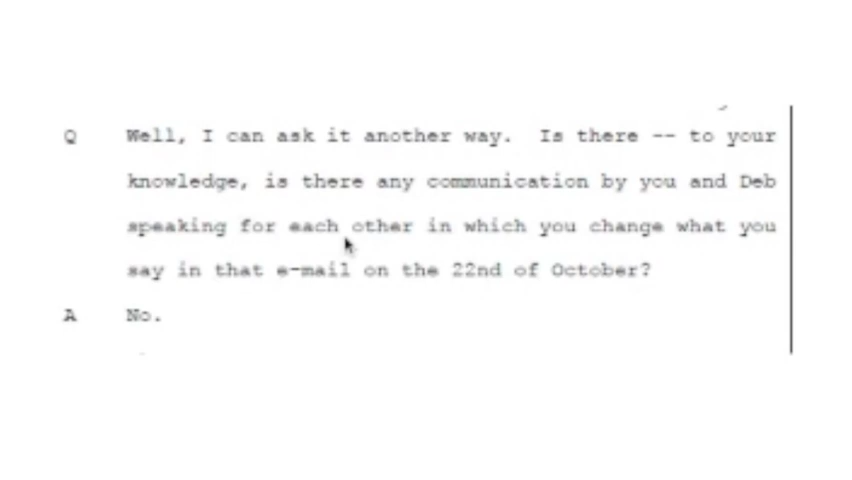 Q Well, I can ask it another way. Is there -- to your
knowledge, is there any communication by you and Deb
speaking for each other in which you change what you
say in that e-mail on the 22nd of October?
A No.